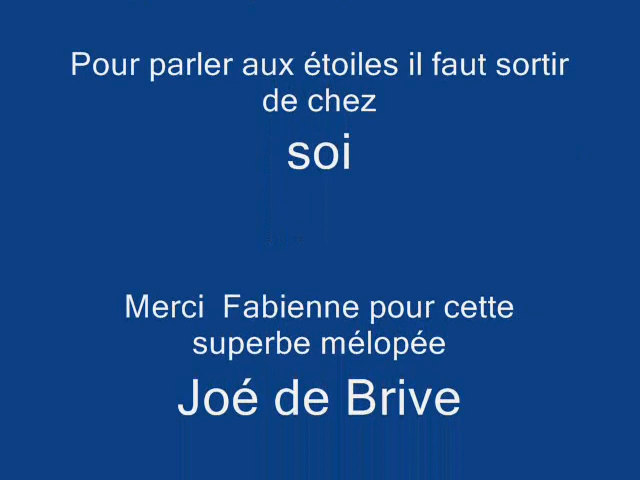 Pour parler aux étoiles il faut sortir
de chez
soi
Merci  Fabienne pour cette
superbe mélopée
Joé de Brive